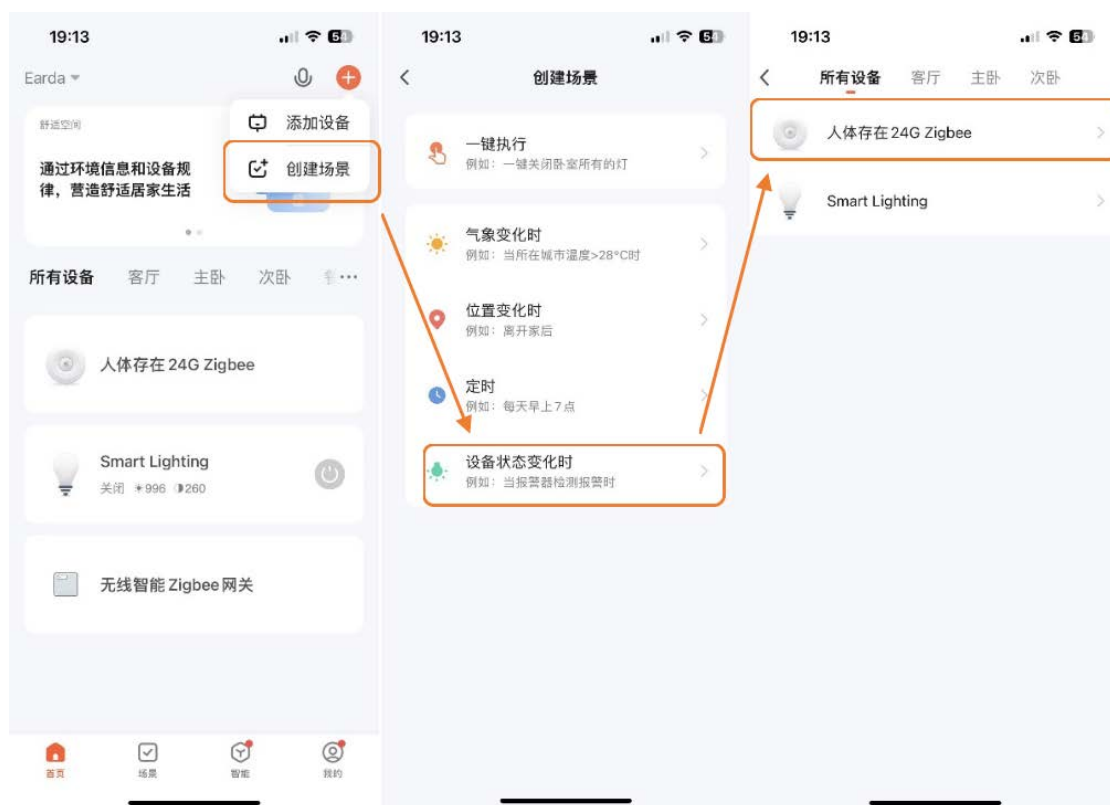 19:13
54
Earda
添加设备
创建场景
舒适空间
通过环境信息和设备规
律，营造舒适居家生活
所有设备
客厅
主卧
次卧
人体存在 24G Zigbee
Smart Lighting
关闭 996 260
无线智能 Zigbee 网关
首页
场景
智能
我的
19:13
54
创建场景
一键执行
例如：一键关闭卧室所有的灯
气象变化时
例如：当所在城市温度>28°C时
位置变化时
例如：离开家后
定时
例如：每天早上7点
设备状态变化时
例如：当报警器检测报警时
19:13
54
所有设备
客厅
主卧
次卧
人体存在 24G Zigbee
Smart Lighting